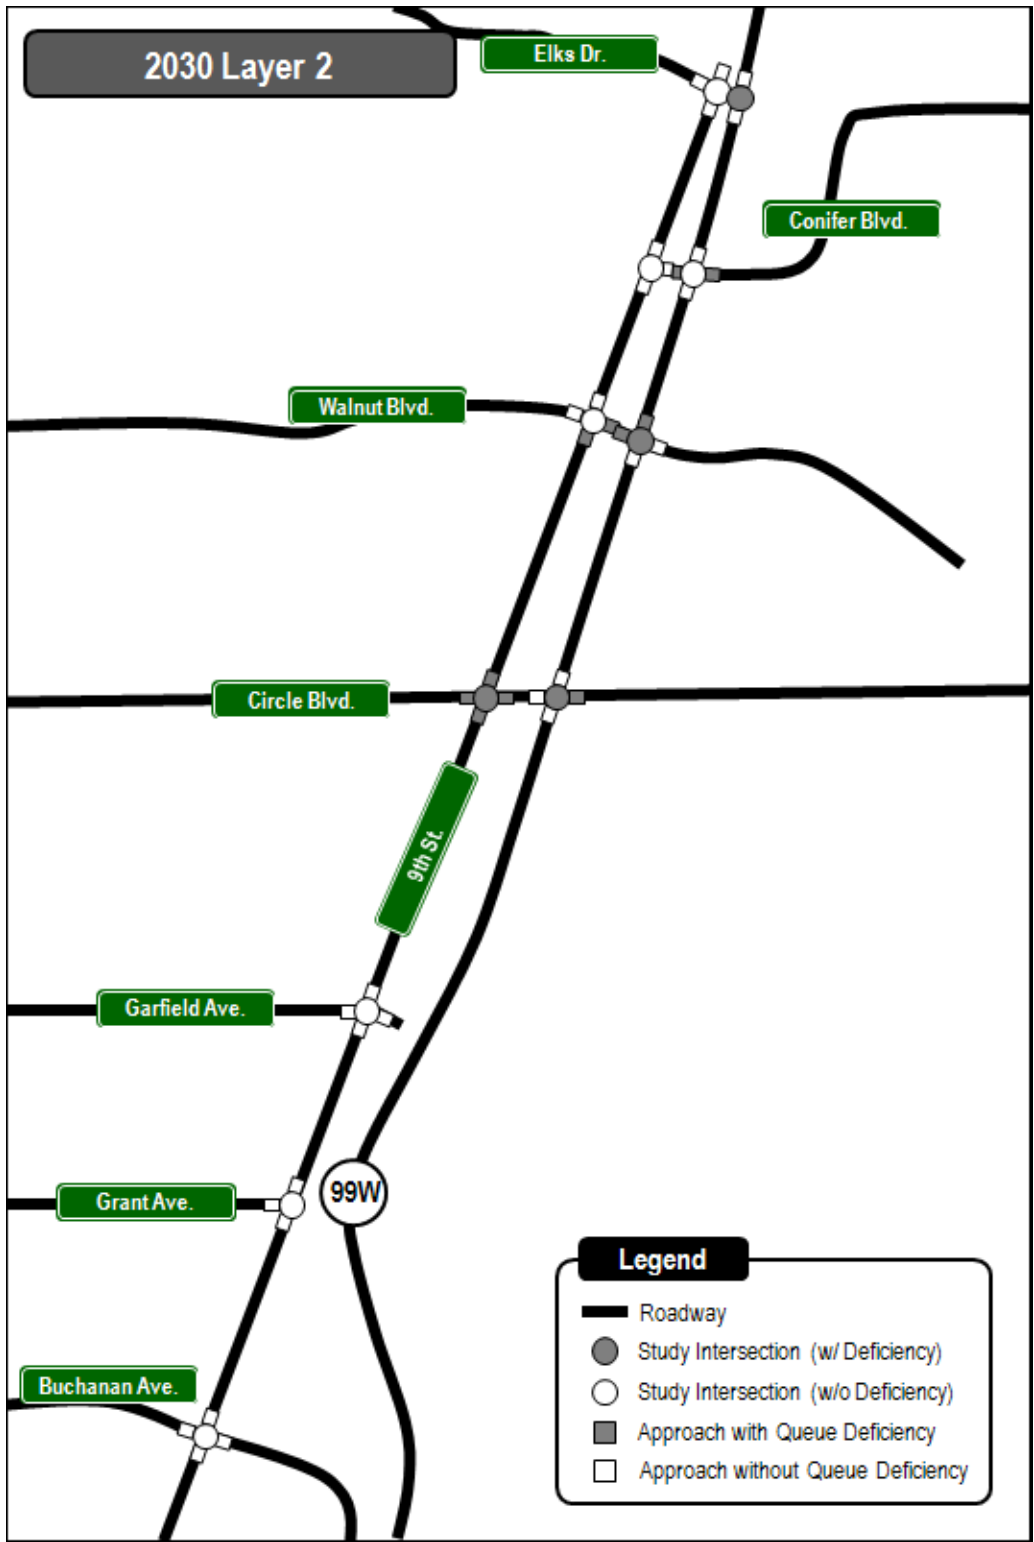 2030 Layer 2
Elks Dr.
Conifer Blvd.
Walnut Blvd.
Circle Blvd.
9th St.
Garfield Ave.
Grant Ave.
99W
Buchanan Ave.
Legend
Roadway
Study Intersection (w/ Deficiency)
Study Intersection (w/o Deficiency)
Approach with Queue Deficiency
Approach without Queue Deficiency